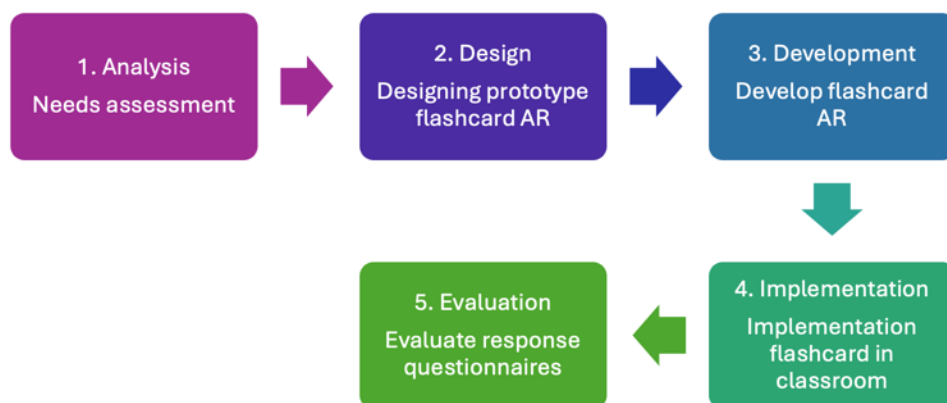 1. Analysis
Needs assessment
2. Design
Designing prototype
flashcard AR
3. Development
Develop flashcard
AR
4. Implementation
Implementation
flashcard in
classroom
5. Evaluation
Evaluate response
questionnaires